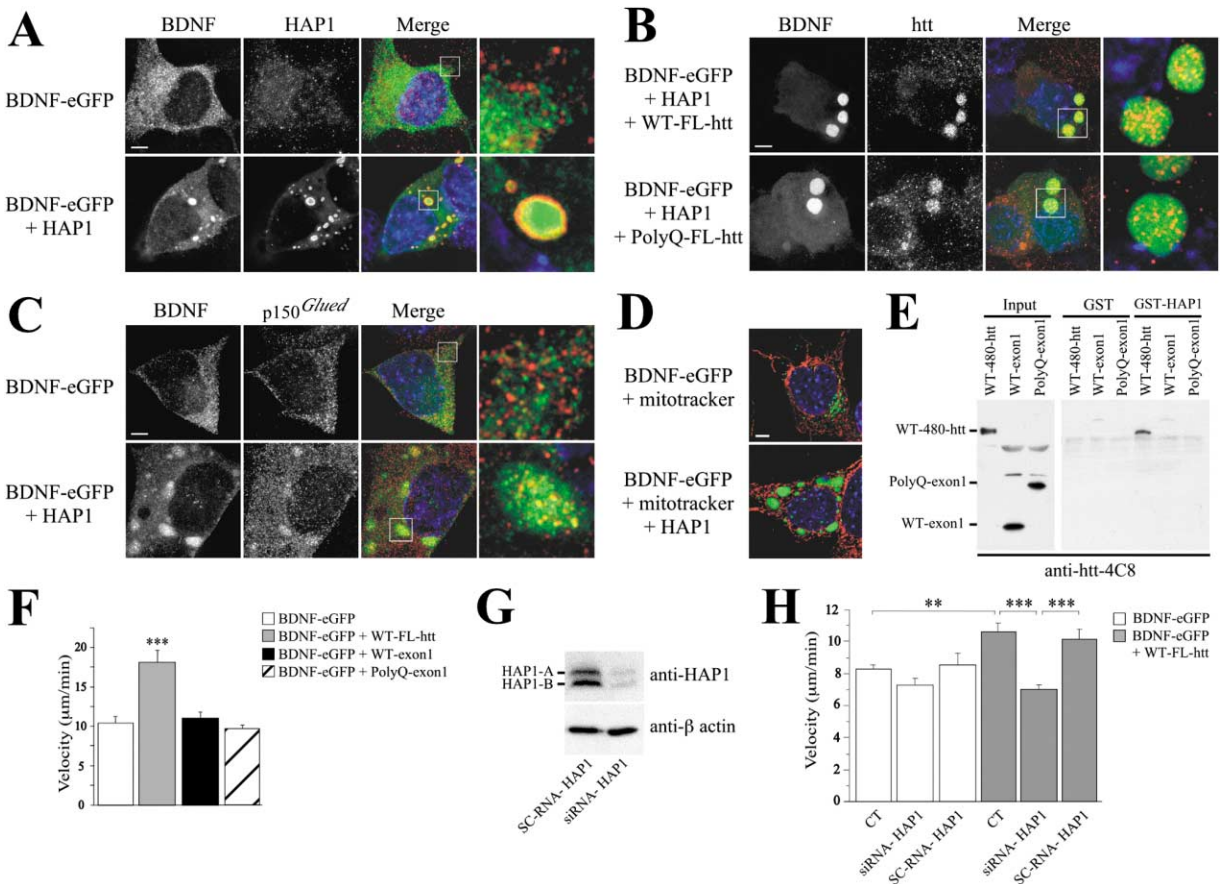 A
BDNF HAP1 Merge
BDNF-eGFP
BDNF-eGFP
+ HAP1
B
BDNF htt Merge
BDNF-eGFP
+ HAP1
+ WT-FL-htt
BDNF-eGFP
+ HAP1
+ PolyQ-FL-htt
C
BDNF p150Glued Merge
BDNF-eGFP
BDNF-eGFP
+ HAP1
D
BDNF-eGFP
+ mitotracker
BDNF-eGFP
+ mitotracker
+ HAP1
E
Input GST GST-HAP1
WT-480-htt WT-exon1 PolyQ-exon1 WT-480-htt WT-exon1 PolyQ-exon1 WT-480-htt WT-exon1 PolyQ-exon1
WT-480-htt
PolyQ-exon1
WT-exon1
anti-htt-4C8
F
Velocity (µm/min)
20
15
10
5
0
***
BDNF-eGFP
BDNF-eGFP + WT-FL-htt
BDNF-eGFP + WT-exon1
BDNF-eGFP + PolyQ-exon1
G
HAP1-A
HAP1-B
anti-HAP1
anti-β actin
SC-RNA- HAP1
siRNA- HAP1
H
Velocity (µm/min)
12
10
8
6
4
2
0
** *** ***
BDNF-eGFP
BDNF-eGFP
+ WT-FL-htt
CT siRNA- HAP1 SC-RNA- HAP1 CT siRNA- HAP1 SC-RNA- HAP1